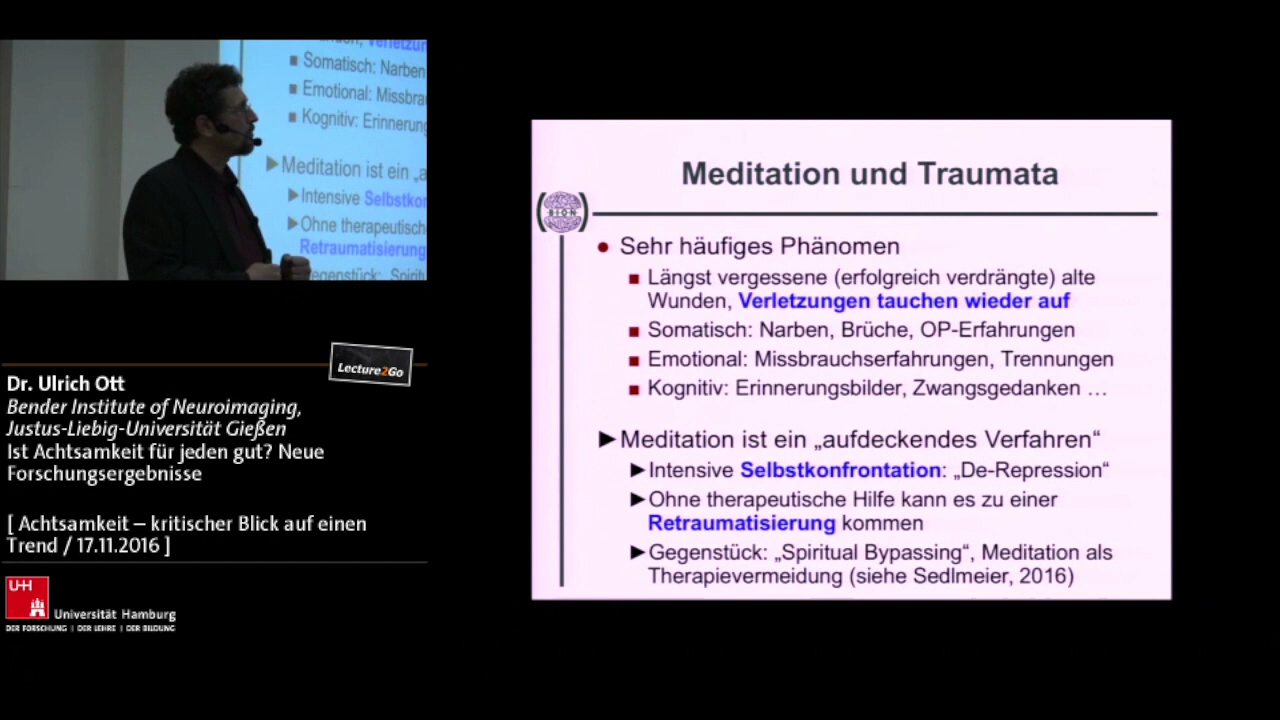 Verletzungen
Somatisch: Narben
Emotional: Missbra
Kognitiv: Erinnerung
Meditation ist ein „a
Intensive Selbstkon
Ohne therapeutische
Retraumatisierung
Gegenstück: Spirit
Lecture2Go
Dr. Ulrich Ott
Bender Institute of Neuroimaging,
Justus-Liebig-Universität Gießen
Ist Achtsamkeit für jeden gut? Neue
Forschungsergebnisse
[ Achtsamkeit – kritischer Blick auf einen
Trend / 17.11.2016 ]
UHH
Universität Hamburg
DER FORSCHUNG | DER LEHRE | DER BILDUNG
Meditation und Traumata
BION
Sehr häufiges Phänomen
Längst vergessene (erfolgreich verdrängte) alte
Wunden, Verletzungen tauchen wieder auf
Somatisch: Narben, Brüche, OP-Erfahrungen
Emotional: Missbrauchserfahrungen, Trennungen
Kognitiv: Erinnerungsbilder, Zwangsgedanken …
Meditation ist ein „aufdeckendes Verfahren“
Intensive Selbstkonfrontation: „De-Repression“
Ohne therapeutische Hilfe kann es zu einer
Retraumatisierung kommen
Gegenstück: „Spiritual Bypassing“, Meditation als
Therapievermeidung (siehe Sedlmeier, 2016)